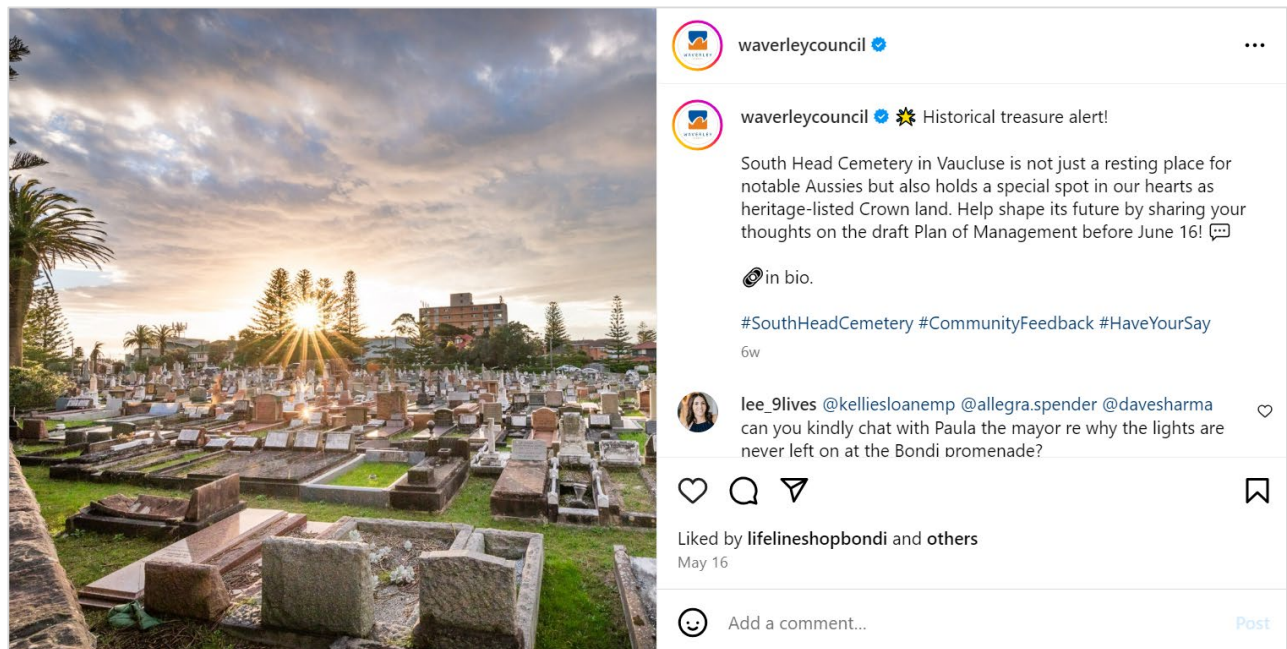 waverleycouncil
waverleycouncil Historical treasure alert!
South Head Cemetery in Vaucluse is not just a resting place for
notable Aussies but also holds a special spot in our hearts as
heritage-listed Crown land. Help shape its future by sharing your
thoughts on the draft Plan of Management before June 16!
in bio.
#SouthHeadCemetery #CommunityFeedback #HaveYourSay
6w
lee_9lives @kelliesloanemp @allegra.spender @davesharma
can you kindly chat with Paula the mayor re why the lights are
never left on at the Bondi promenade?
Liked by lifelineshopbondi and others
May 16
Add a comment...
Post